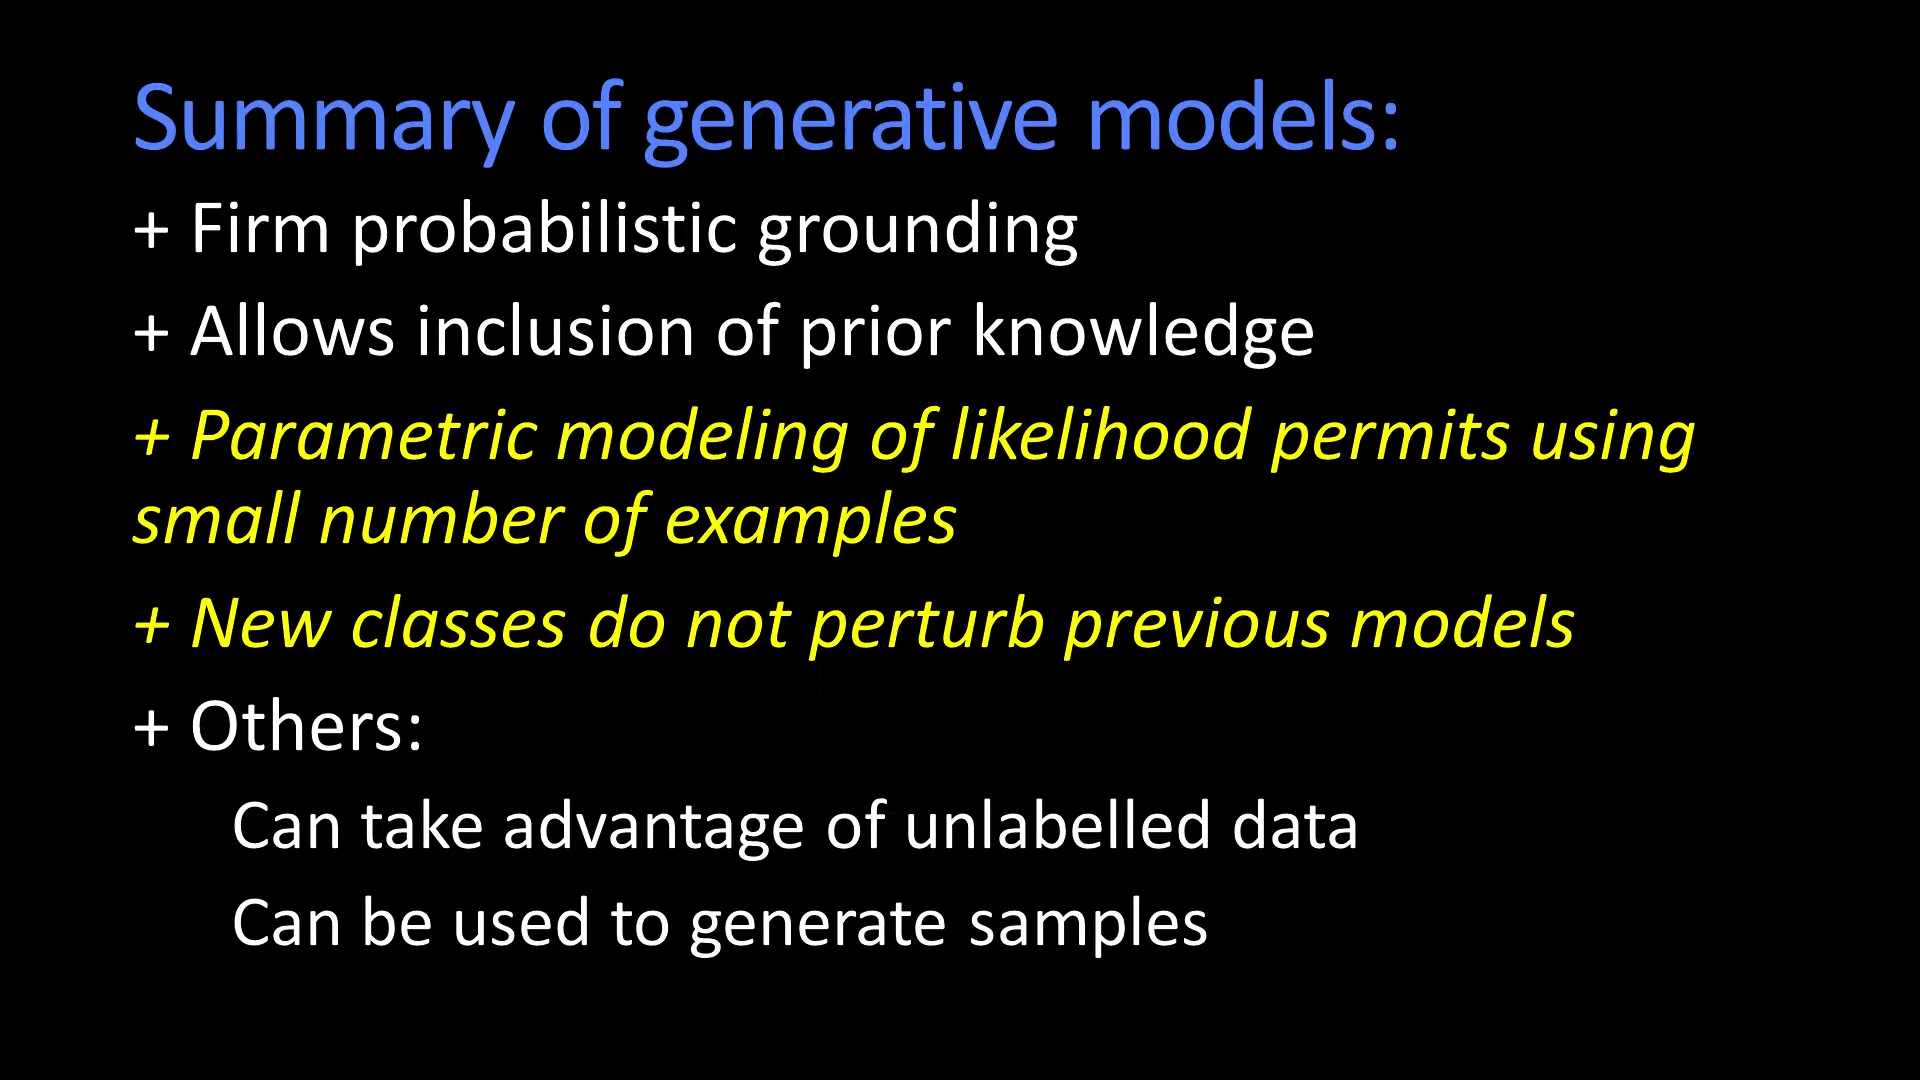 Summary of generative models:
+ Firm probabilistic grounding
+ Allows inclusion of prior knowledge
+ Parametric modeling of likelihood permits using
small number of examples
+ New classes do not perturb previous models
+ Others:
Can take advantage of unlabelled data
Can be used to generate samples